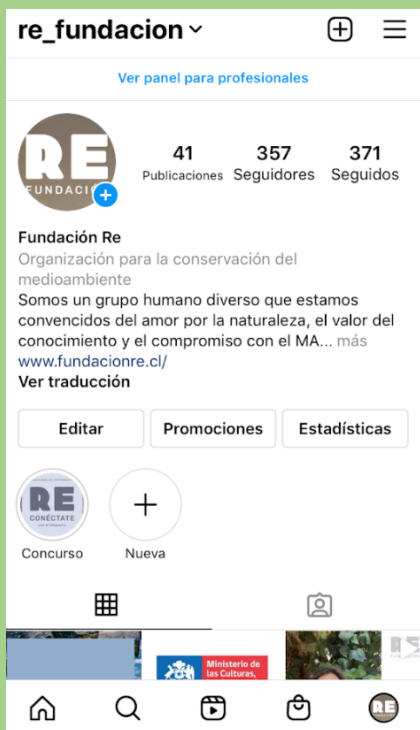 re_fundacion
Ver panel para profesionales
RE
FUNDACIÓ
41
Publicaciones
357
Seguidores
371
Seguidos
Fundación Re
Organización para la conservación del
medioambiente
Somos un grupo humano diverso que estamos
convencidos del amor por la naturaleza, el valor del
conocimiento y el compromiso con el MA... más
www.fundacionre.cl/
Ver traducción
Editar
Promociones
Estadísticas
RE
CONÉCTATE
Concurso
Nueva
Ministerio de
las Culturas,
RE
RE